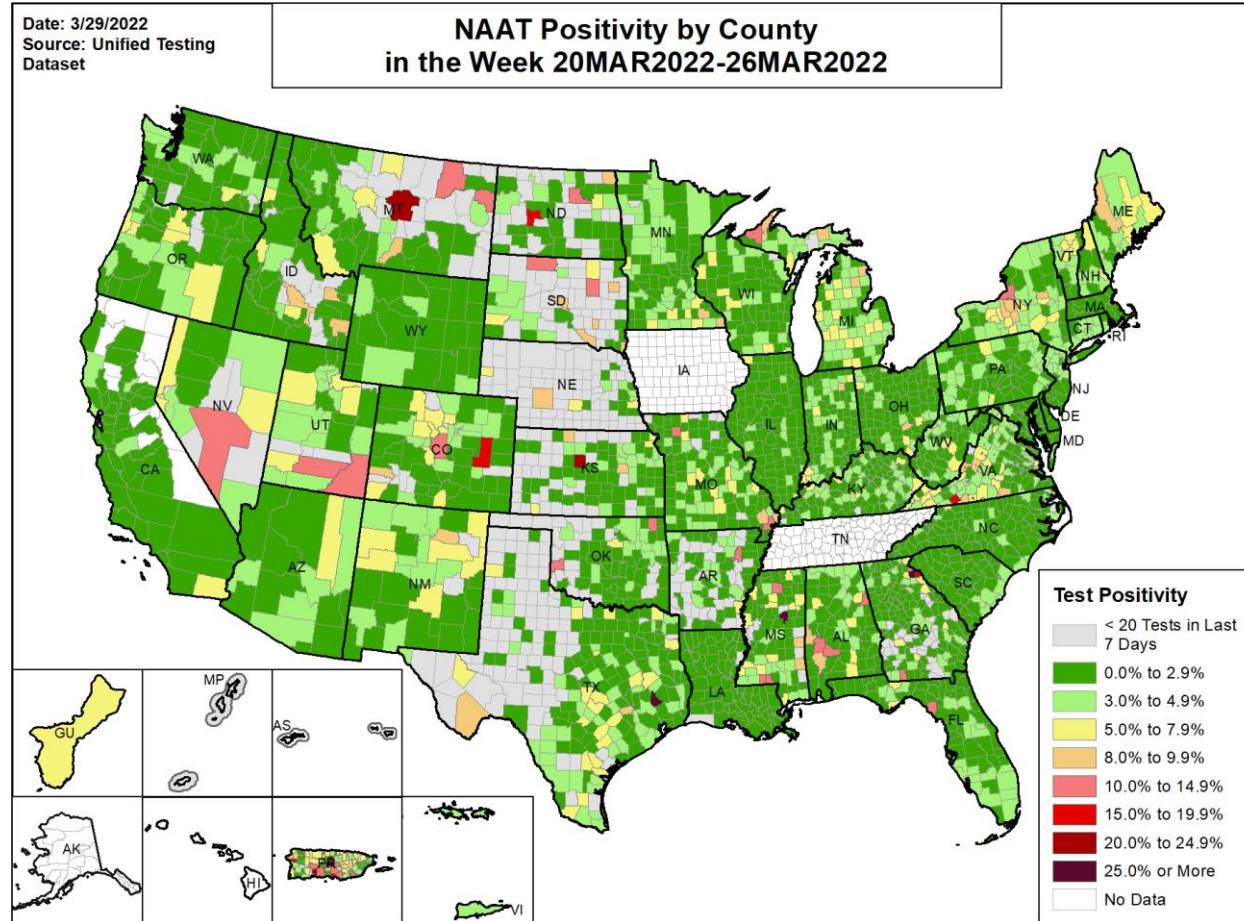 Date: 3/29/2022
Source: Unified Testing
Dataset
NAAT Positivity by County
in the Week 20MAR2022-26MAR2022
WA
MT
ND
MN
ME
OR
ID
SD
WI
MI
VT
NH
NY
MA
CT
RI
WY
NE
IA
PA
NJ
NV
UT
CO
KS
IL
IN
OH
DE
MD
WV
VA
CA
MO
KY
AZ
NM
OK
AR
TN
NC
SC
MS
AL
GA
TX
LA
FL
Test Positivity
< 20 Tests in Last
7 Days
0.0% to 2.9%
3.0% to 4.9%
5.0% to 7.9%
8.0% to 9.9%
10.0% to 14.9%
15.0% to 19.9%
20.0% to 24.9%
25.0% or More
No Data
GU
MP
AS
AK
HI
PR
VI